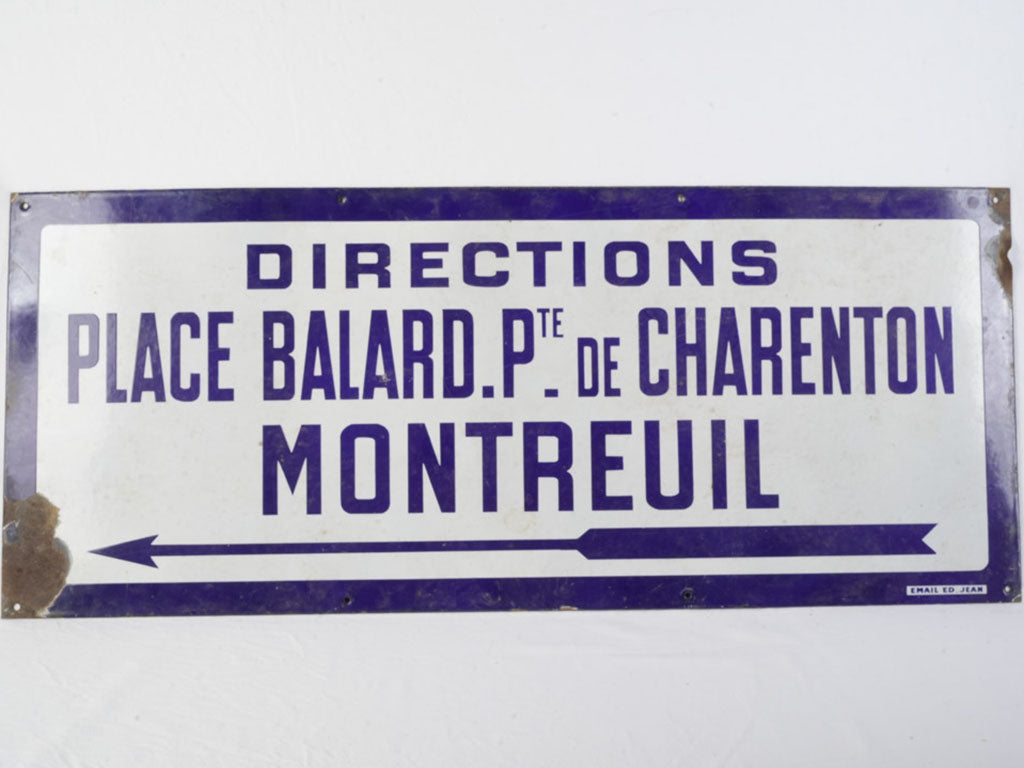 DIRECTIONS
PLACE BALARD. PTE DE CHARENTON
MONTREUIL
EMAIL ED. JEAN